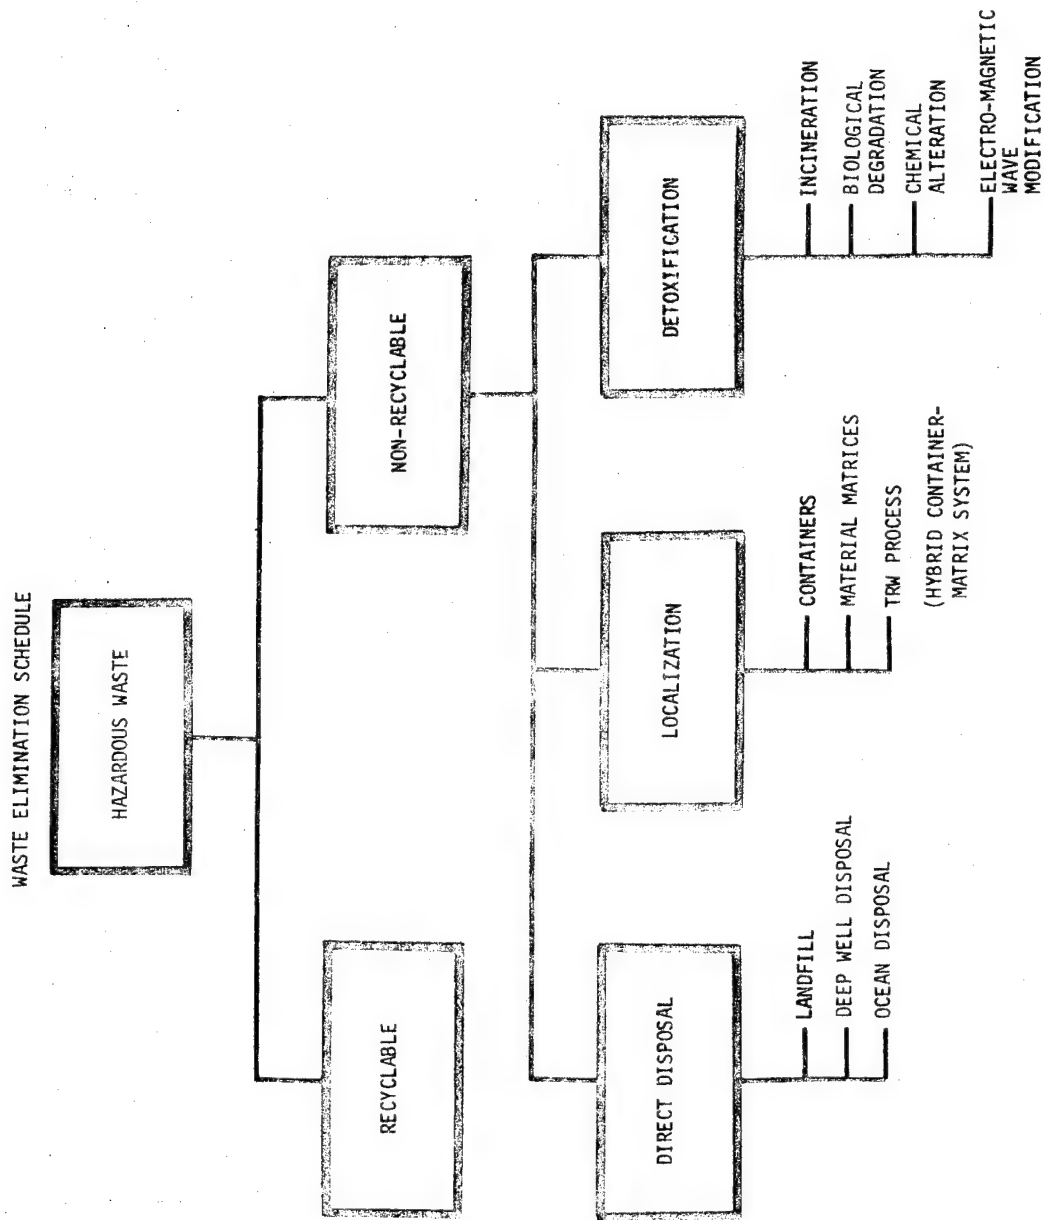 WASTE ELIMINATION SCHEDULE
HAZARDOUS WASTE
RECYCLABLE
NON-RECYCLABLE
DIRECT DISPOSAL
LANDFILL
DEEP WELL DISPOSAL
OCEAN DISPOSAL
LOCALIZATION
CONTAINERS
MATERIAL MATRICES
TRW PROCESS
(HYBRID CONTAINER-
MATRIX SYSTEM)
DETOXIFICATION
INCINERATION
BIOLOGICAL
DEGRADATION
CHEMICAL
ALTERATION
ELECTRO-MAGNETIC
WAVE
MODIFICATION